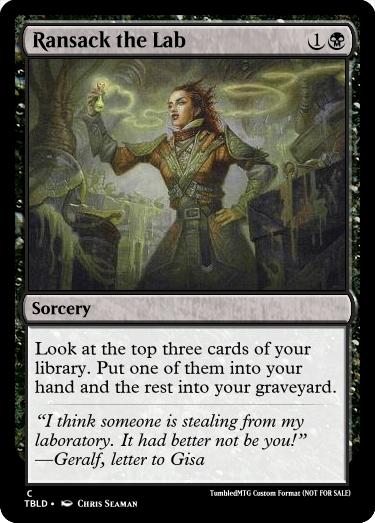 Ransack the Lab 1
Sorcery
Look at the top three cards of your
library. Put one of them into your
hand and the rest into your graveyard.
“I think someone is stealing from my
laboratory. It had better not be you!”
—Geralf, letter to Gisa
C
TBLD • Chris Seaman
TumbledMTG Custom Format (NOT FOR SALE)